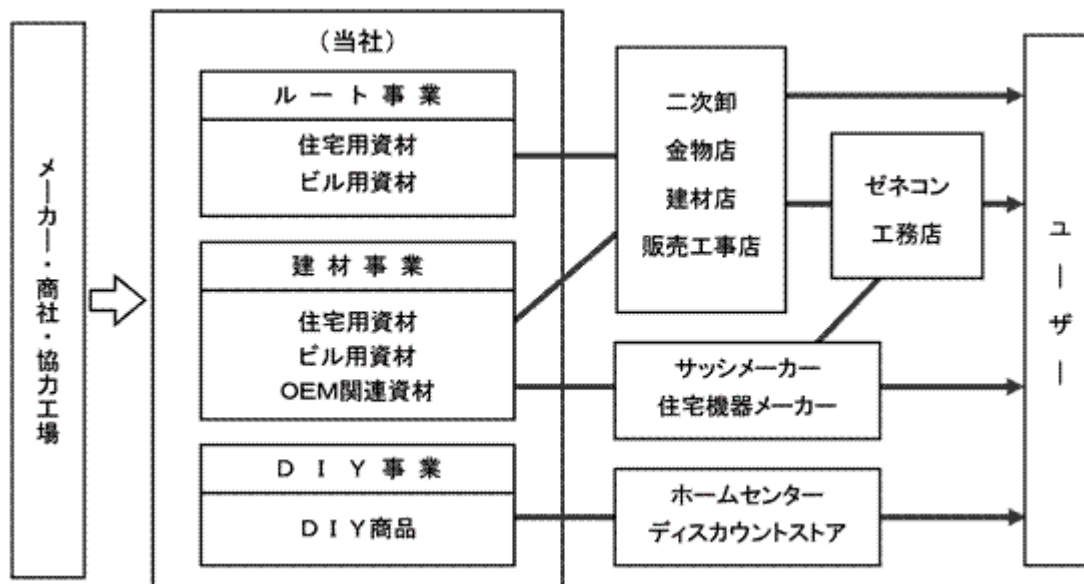 メーカー・商社・協力工場
（当社）
ルート事業
住宅用資材
ビル用資材
建材事業
住宅用資材
ビル用資材
OEM関連資材
ＤＩＹ事業
ＤＩＹ商品
二次卸
金物店
建材店
販売工事店
ゼネコン
工務店
サッシメーカー
住宅機器メーカー
ホームセンター
ディスカウントストア
ユーザー